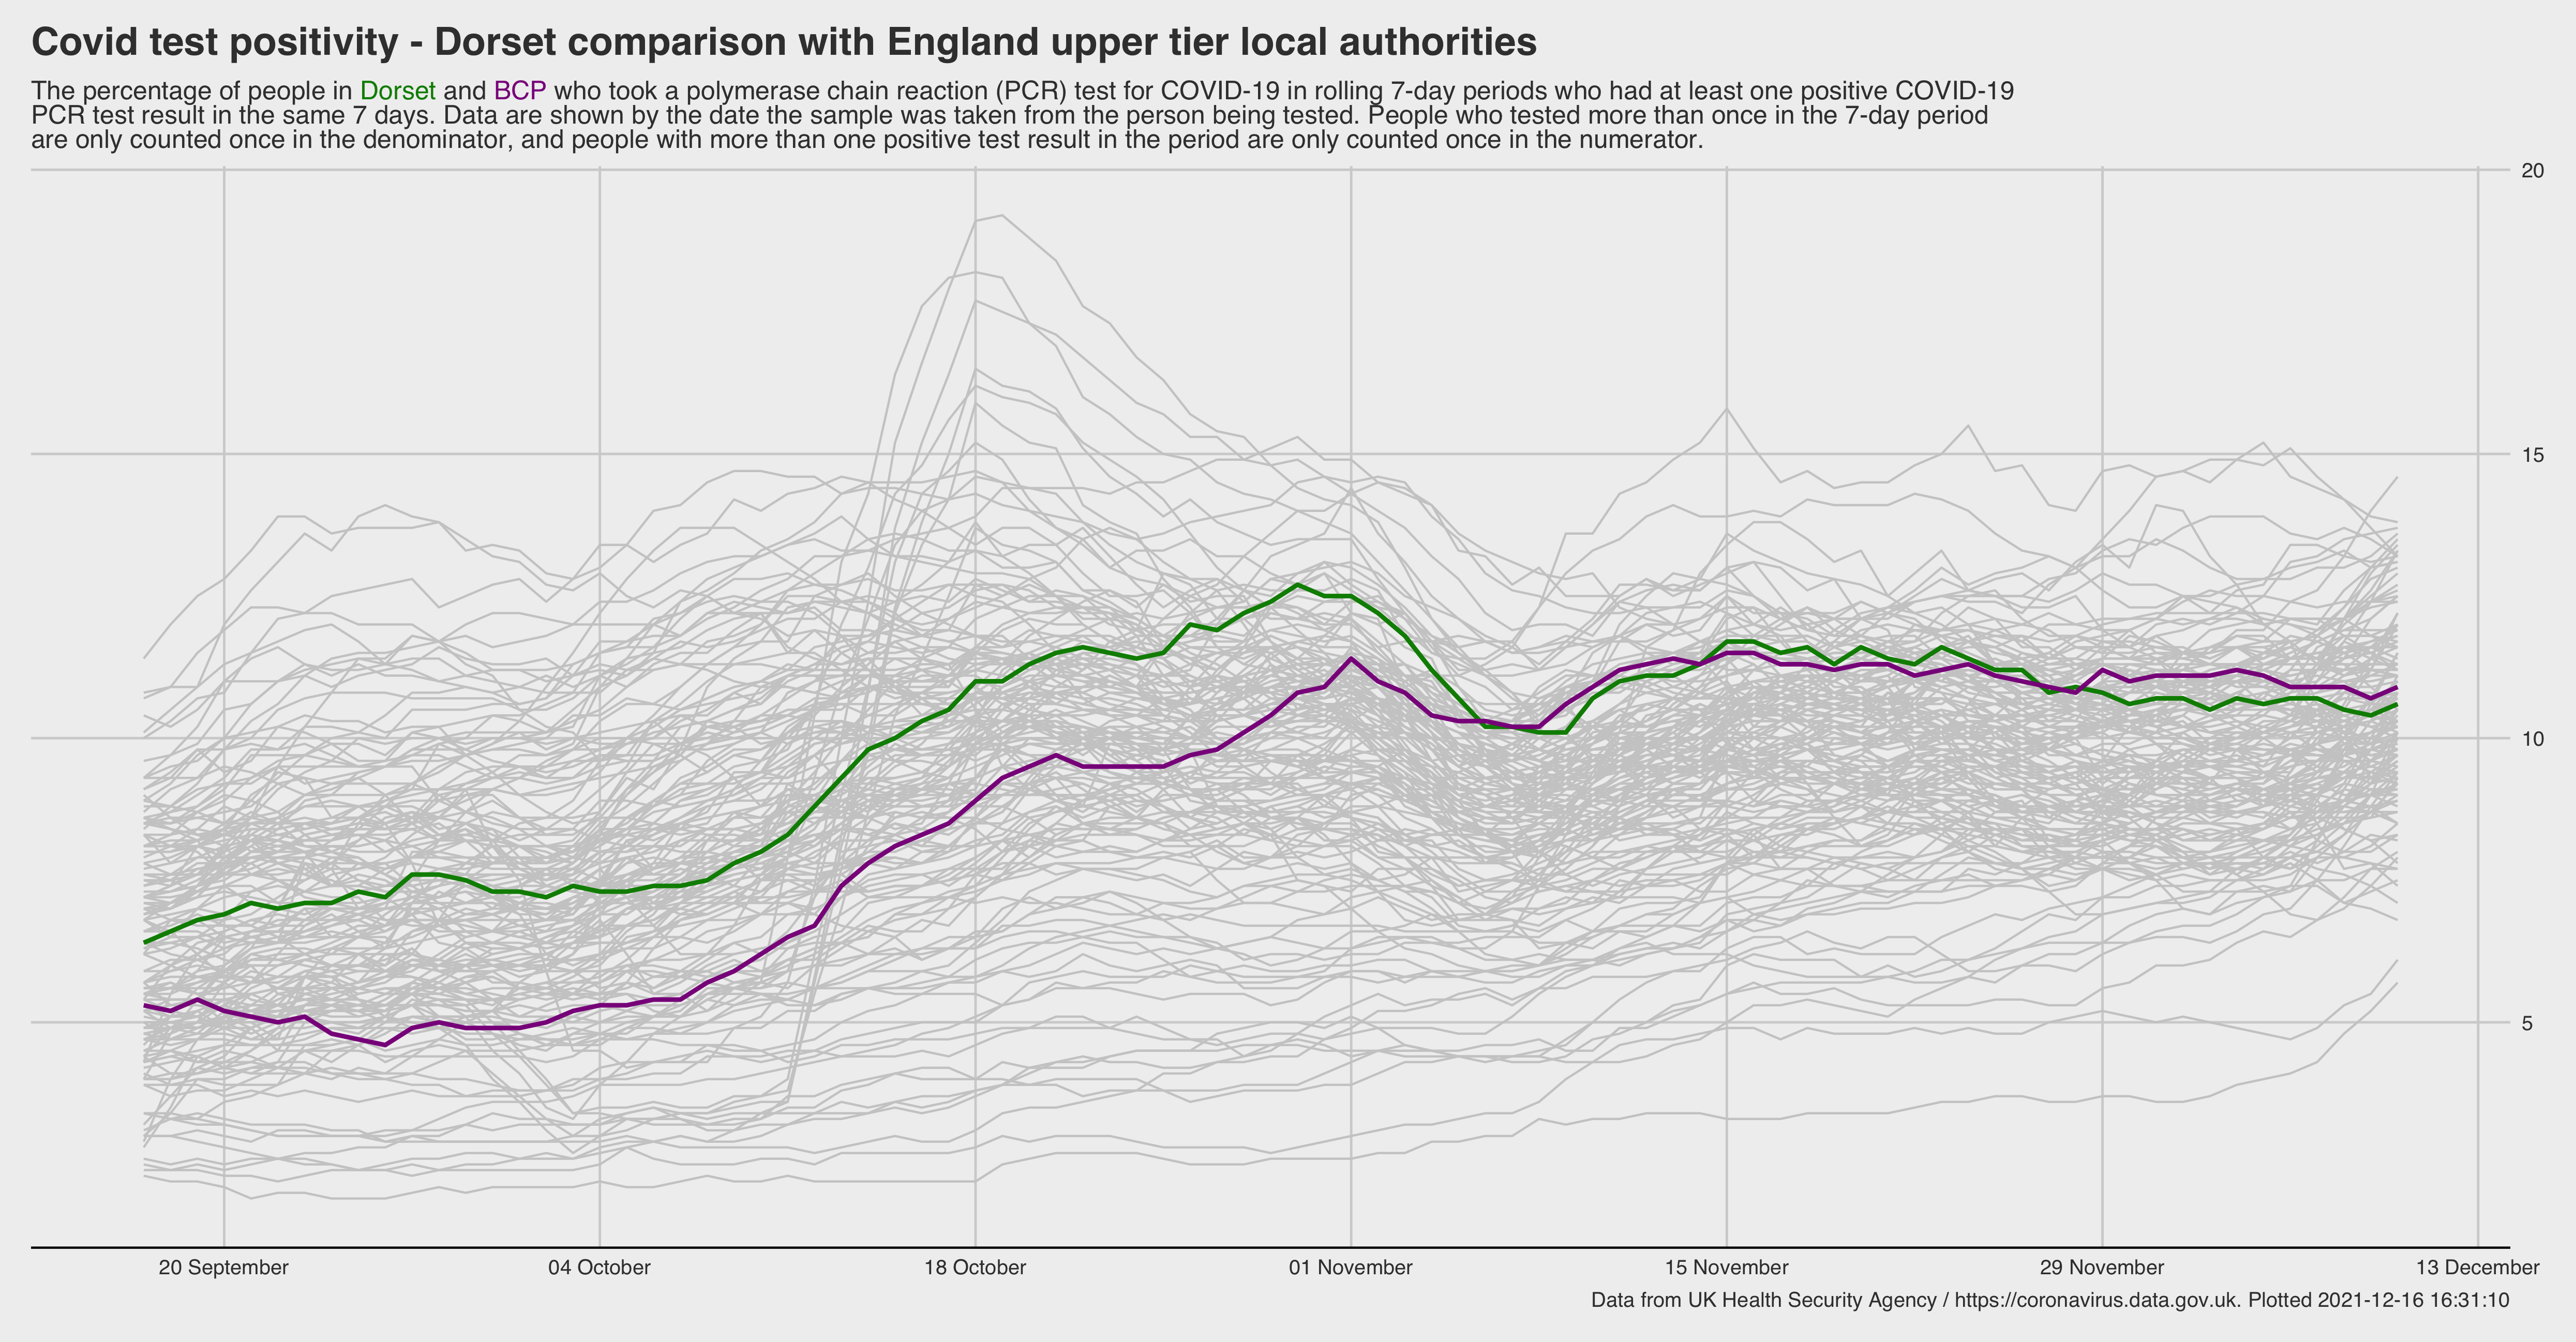 Covid test positivity - Dorset comparison with England upper tier local authorities
The percentage of people in Dorset and BCP who took a polymerase chain reaction (PCR) test for COVID-19 in rolling 7-day periods who had at least one positive COVID-19
PCR test result in the same 7 days. Data are shown by the date the sample was taken from the person being tested. People who tested more than once in the 7-day period
are only counted once in the denominator, and people with more than one positive test result in the period are only counted once in the numerator.
20
15
10
5
20 September 04 October 18 October 01 November 15 November 29 November 13 December
Data from UK Health Security Agency / https://coronavirus.data.gov.uk. Plotted 2021-12-16 16:31:10